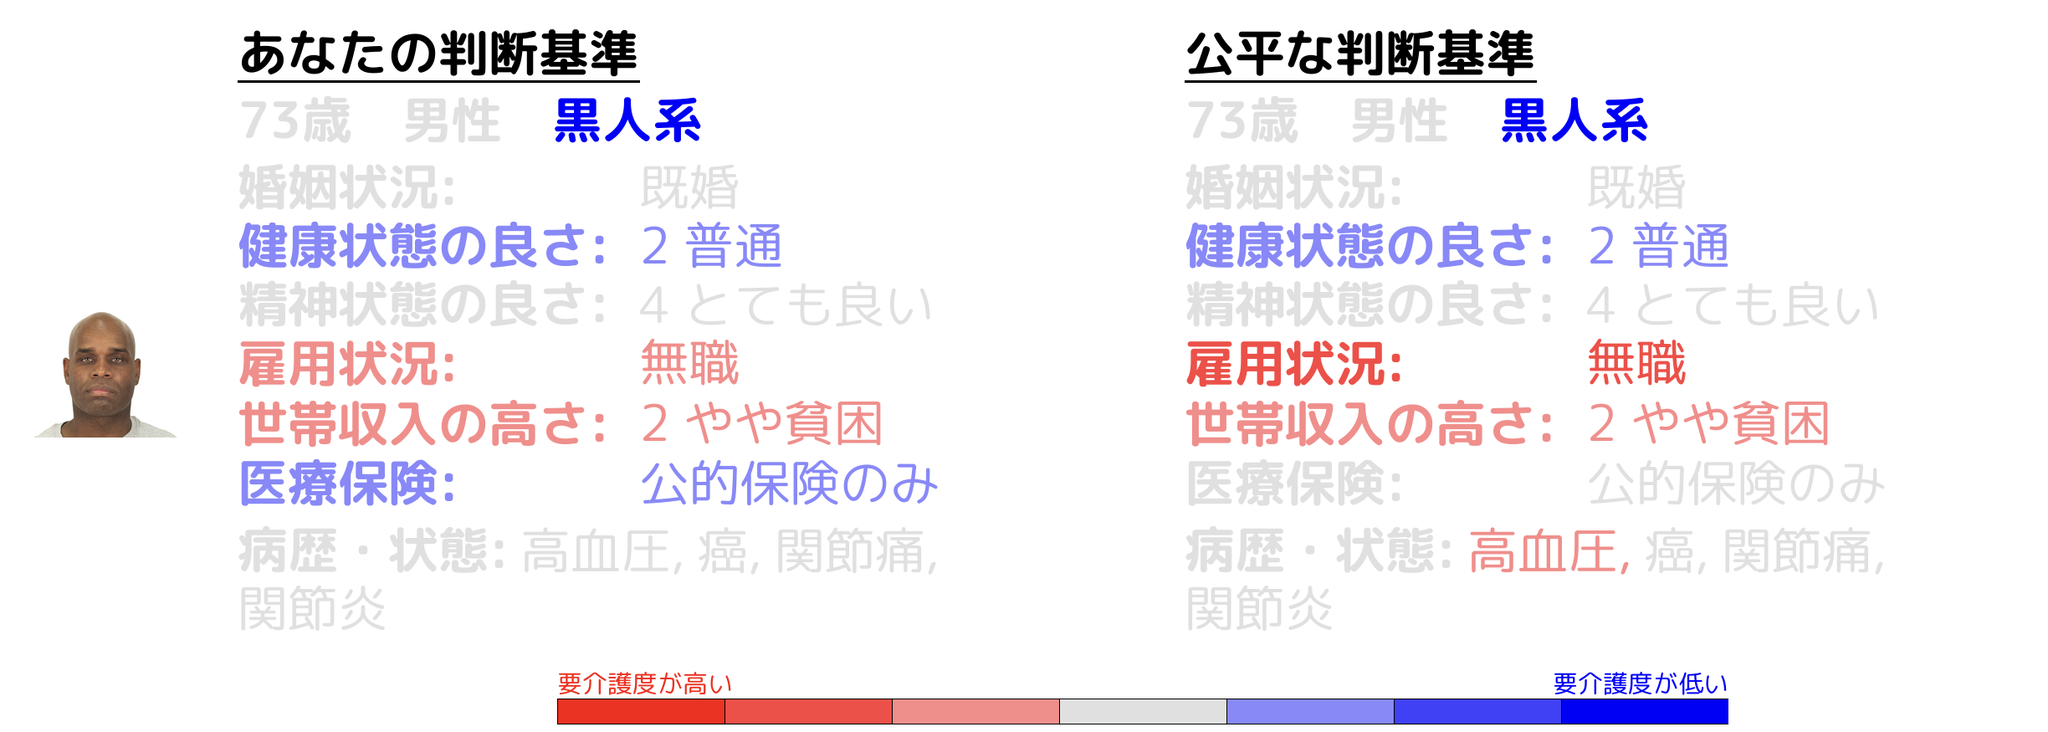 あなたの判断基準
73歳　男性　黒人系
婚姻状況: 既婚
健康状態の良さ: 2 普通
精神状態の良さ: 4 とても良い
雇用状況: 無職
世帯収入の高さ: 2 やや貧困
医療保険: 公的保険のみ
病歴・状態: 高血圧, 癌, 関節痛,
関節炎
公平な判断基準
73歳　男性　黒人系
婚姻状況: 既婚
健康状態の良さ: 2 普通
精神状態の良さ: 4 とても良い
雇用状況: 無職
世帯収入の高さ: 2 やや貧困
医療保険: 公的保険のみ
病歴・状態: 高血圧, 癌, 関節痛,
関節炎
要介護度が高い
要介護度が低い